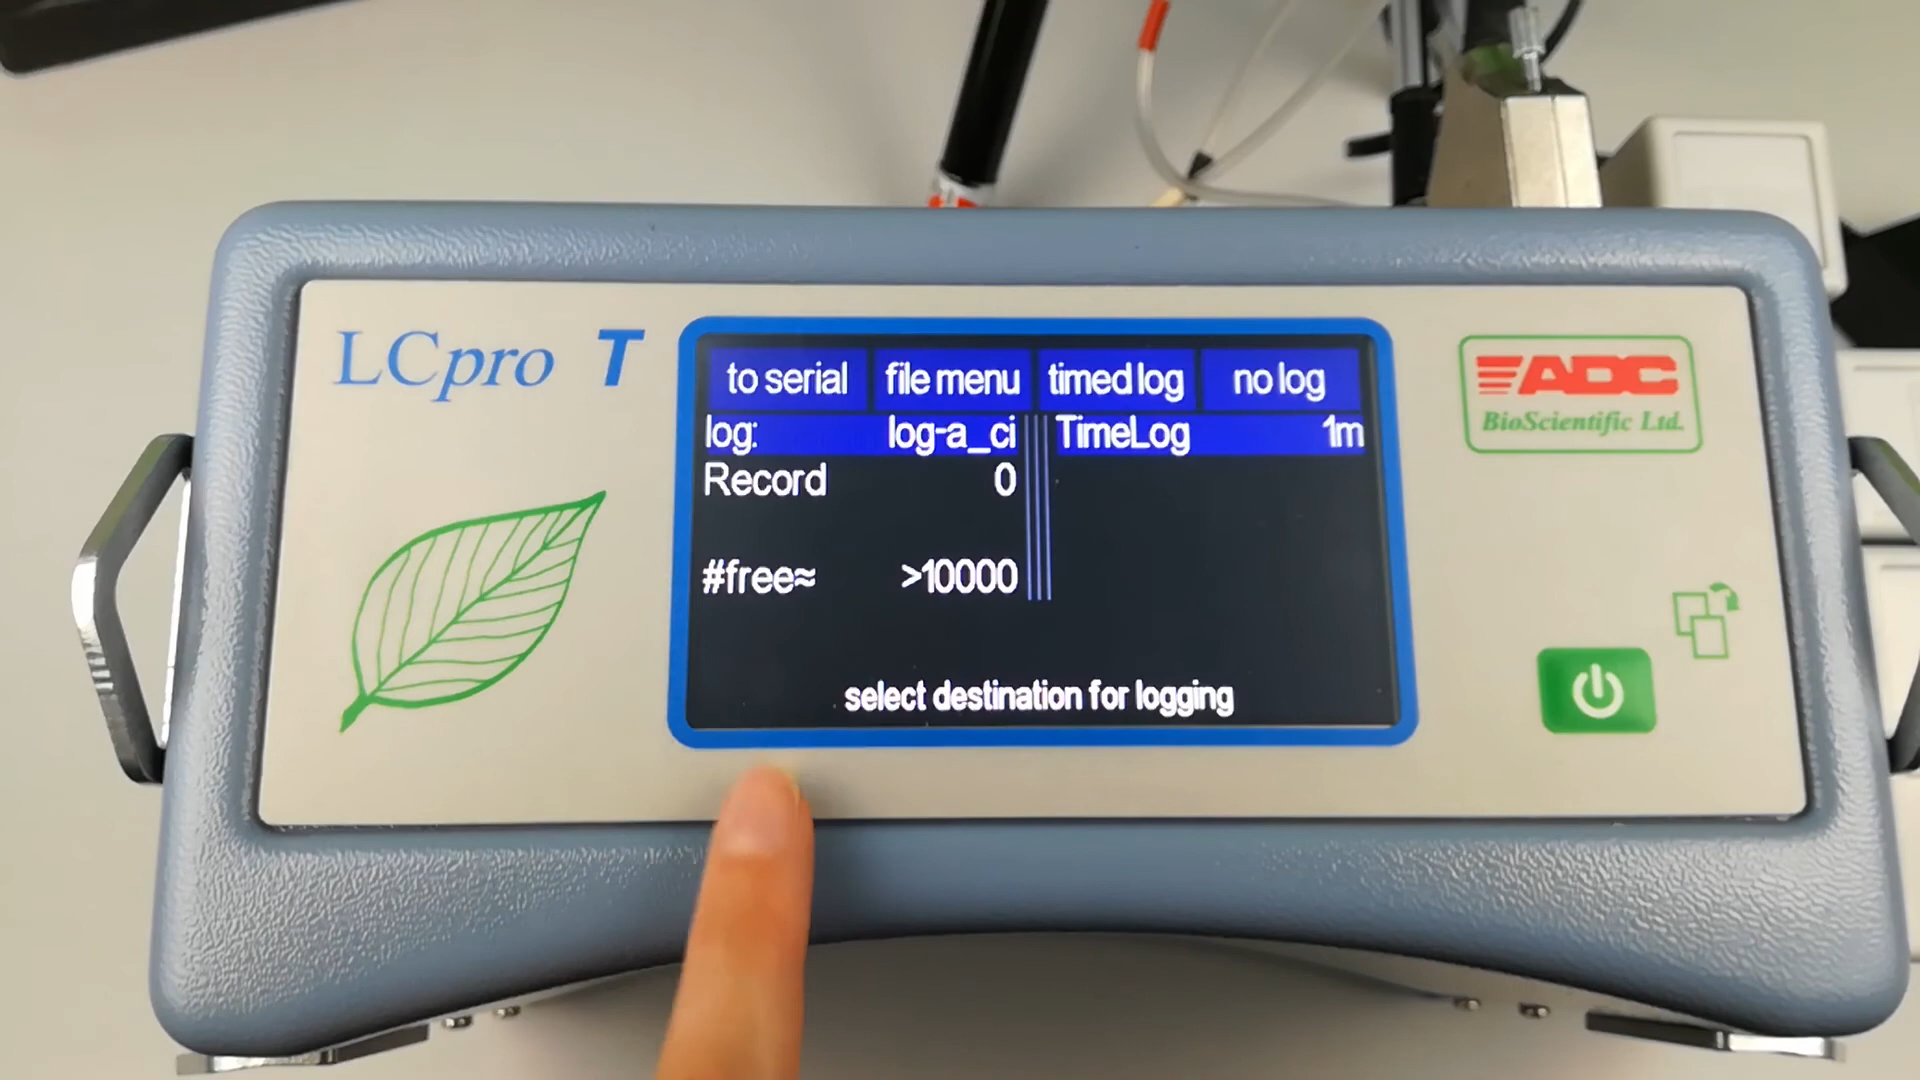 LCpro T
to serial file menu timed log no log
log: log-a_ci TimeLog 1m
Record 0
#free≈ >10000
select destination for logging
ADC
BioScientific Ltd.